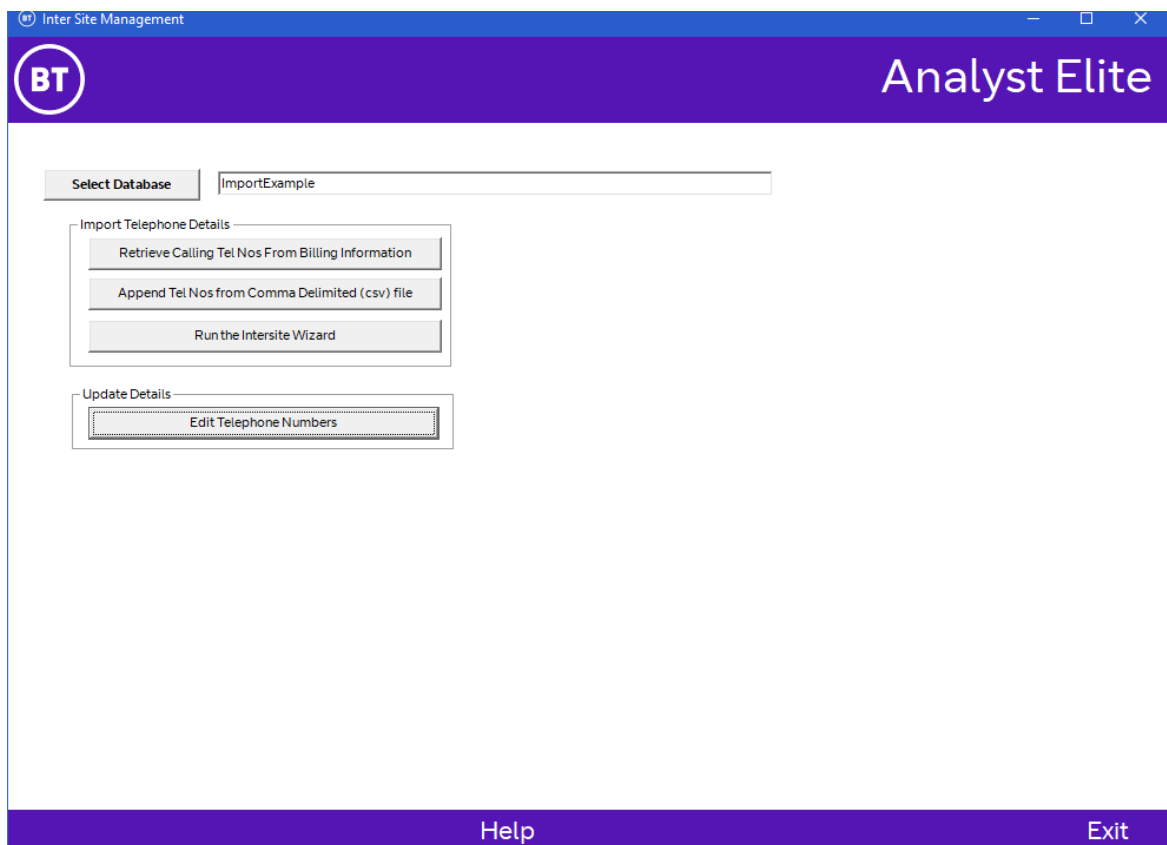 BT Inter Site Management
BT
Analyst Elite
Select Database ImportExample
Import Telephone Details
Retrieve Calling Tel Nos From Billing Information
Append Tel Nos from Comma Delimited (csv) file
Run the Intersite Wizard
Update Details
Edit Telephone Numbers
Help Exit